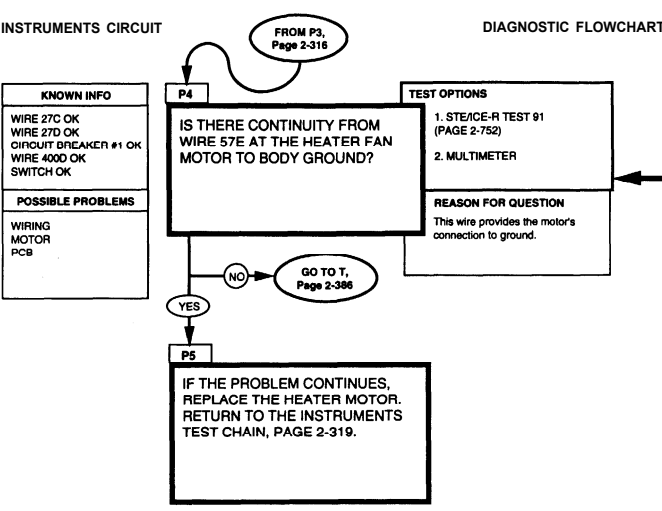 INSTRUMENTS CIRCUIT
DIAGNOSTIC FLOWCHART
FROM P3,
Page 2-316
KNOWN INFO
WIRE 27C OK
WIRE 27D OK
CIRCUIT BREAKER #1 OK
WIRE 400D OK
SWITCH OK
POSSIBLE PROBLEMS
WIRING
MOTOR
PCB
P4
IS THERE CONTINUITY FROM
WIRE 57E AT THE HEATER FAN
MOTOR TO BODY GROUND?
TEST OPTIONS
1. STE/ICE-R TEST 91
(PAGE 2-752)
2. MULTIMETER
REASON FOR QUESTION
This wire provides the motor's
connection to ground.
NO
GO TO T,
Page 2-386
YES
P5
IF THE PROBLEM CONTINUES,
REPLACE THE HEATER MOTOR.
RETURN TO THE INSTRUMENTS
TEST CHAIN, PAGE 2-319.